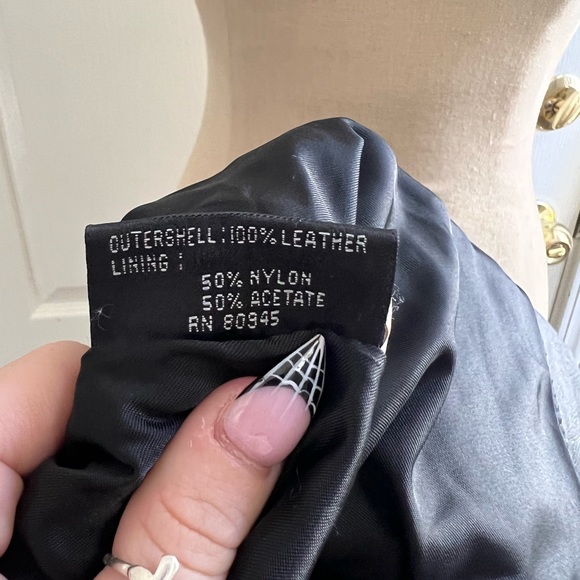 OUTERSHELL:100% LEATHER
LINING:
50% NYLON
50% ACETATE
RN 80945